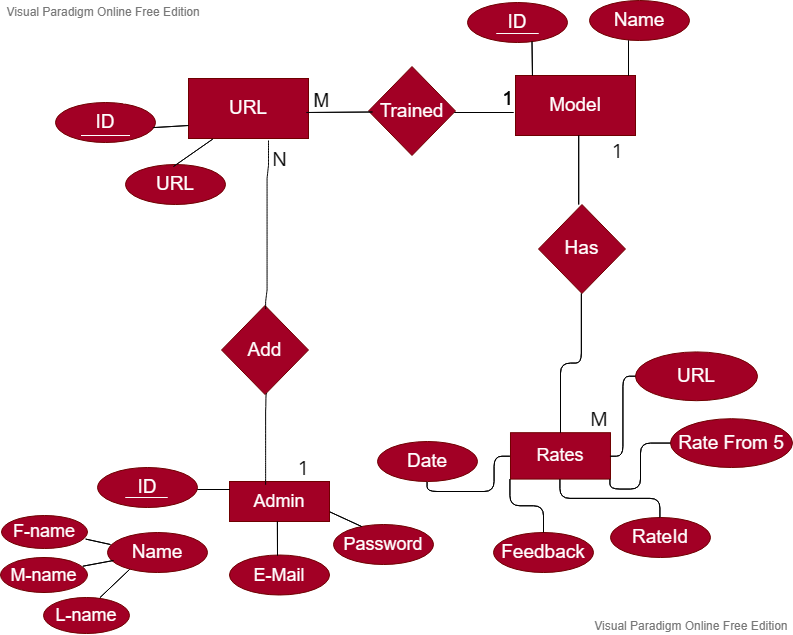 Visual Paradigm Online Free Edition
ID
Name
URL
M
Trained
1
Model
ID
URL
N
1
Has
Add
URL
M
Rate From 5
Date
Rates
1
ID
Admin
F-name
Name
Password
Feedback
RateId
M-name
E-Mail
L-name
Visual Paradigm Online Free Edition